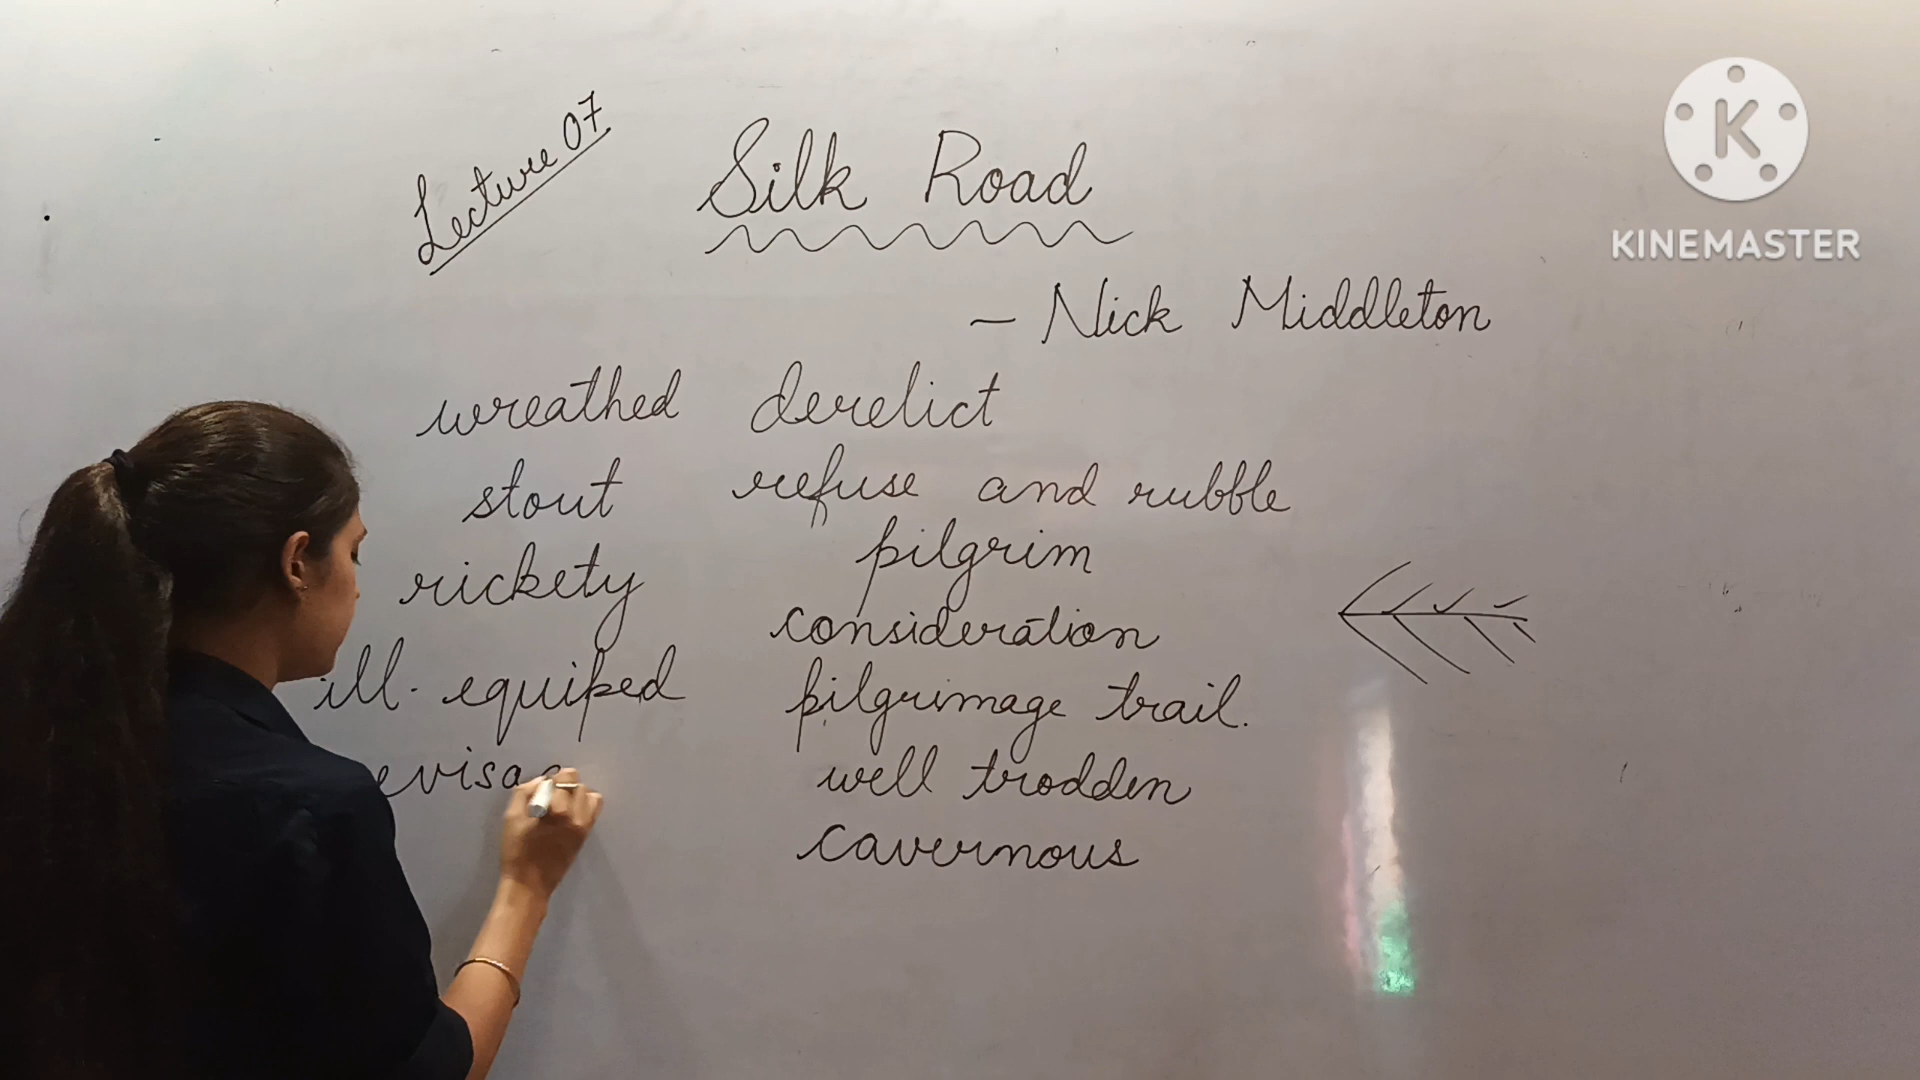 Lecture 07
Silk Road
- Nick Middleton
wreathed
stout
rickety
ill-equiped
derelict
refuse and rubble
pilgrim
consideration
pilgrimage trail.
well trodden
cavernous
K
KINEMASTER